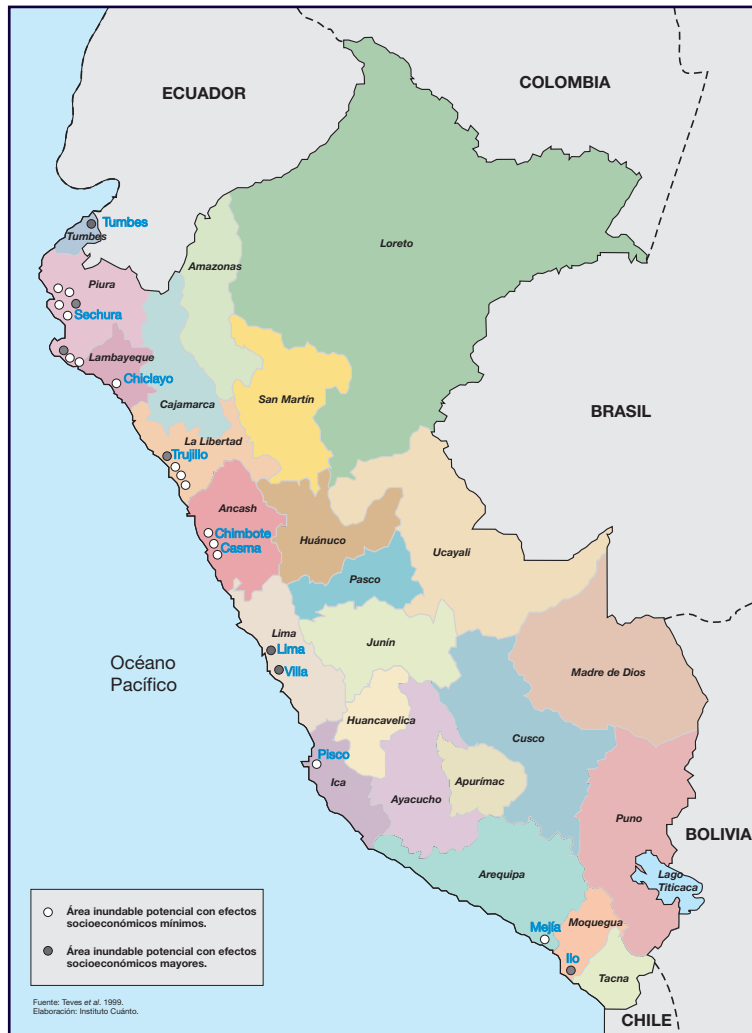 COLOMBIA
ECUADOR
Tumbes
Tumbes
Loreto
Amazonas
Piura
Sechura
Lambayeque
Chiclayo
San Martín
Cajamarca
BRASIL
La Libertad
Trujillo
Ancash
Chimbote
Casma
Huánuco
Ucayali
Pasco
Lima
Lima
Villa
Junín
Océano
Pacífico
Madre de Dios
Huancavelica
Cusco
Pisco
Ica
Apurímac
Ayacucho
Puno
BOLIVIA
Arequipa
Lago
Titicaca
Mejía
Moquegua
Ilo
Tacna
CHILE
Área inundable potencial con efectos
socioeconómicos mínimos.
Área inundable potencial con efectos
socioeconómicos mayores.
Fuente: Teves et al. 1999.
Elaboración: Instituto Cuánto.